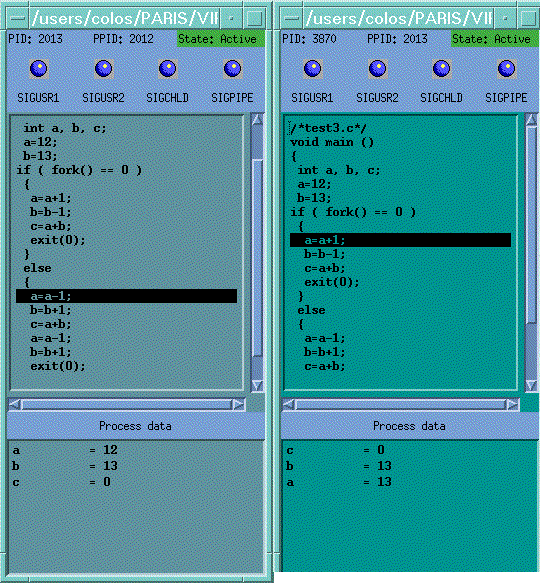 /users/colos/PARIS/VII
PID: 2013 PPID: 2012 State: Active
SIGUSR1 SIGUSR2 SIGCHLD SIGPIPE
int a, b, c;
a=12;
b=13;
if ( fork() == 0 )
{
a=a+1;
b=b-1;
c=a+b;
exit(0);
}
else
{
a=a-1;
b=b+1;
c=a+b;
a=a-1;
b=b+1;
exit(0);
Process data
a = 12
b = 13
c = 0
/users/colos/PARIS/VII
PID: 3870 PPID: 2013 State: Active
SIGUSR1 SIGUSR2 SIGCHLD SIGPIPE
/*test3.c*/
void main ()
{
int a, b, c;
a=12;
b=13;
if ( fork() == 0 )
{
a=a+1;
b=b-1;
c=a+b;
exit(0);
}
else
{
a=a-1;
b=b+1;
c=a+b;
Process data
c = 0
b = 13
a = 13